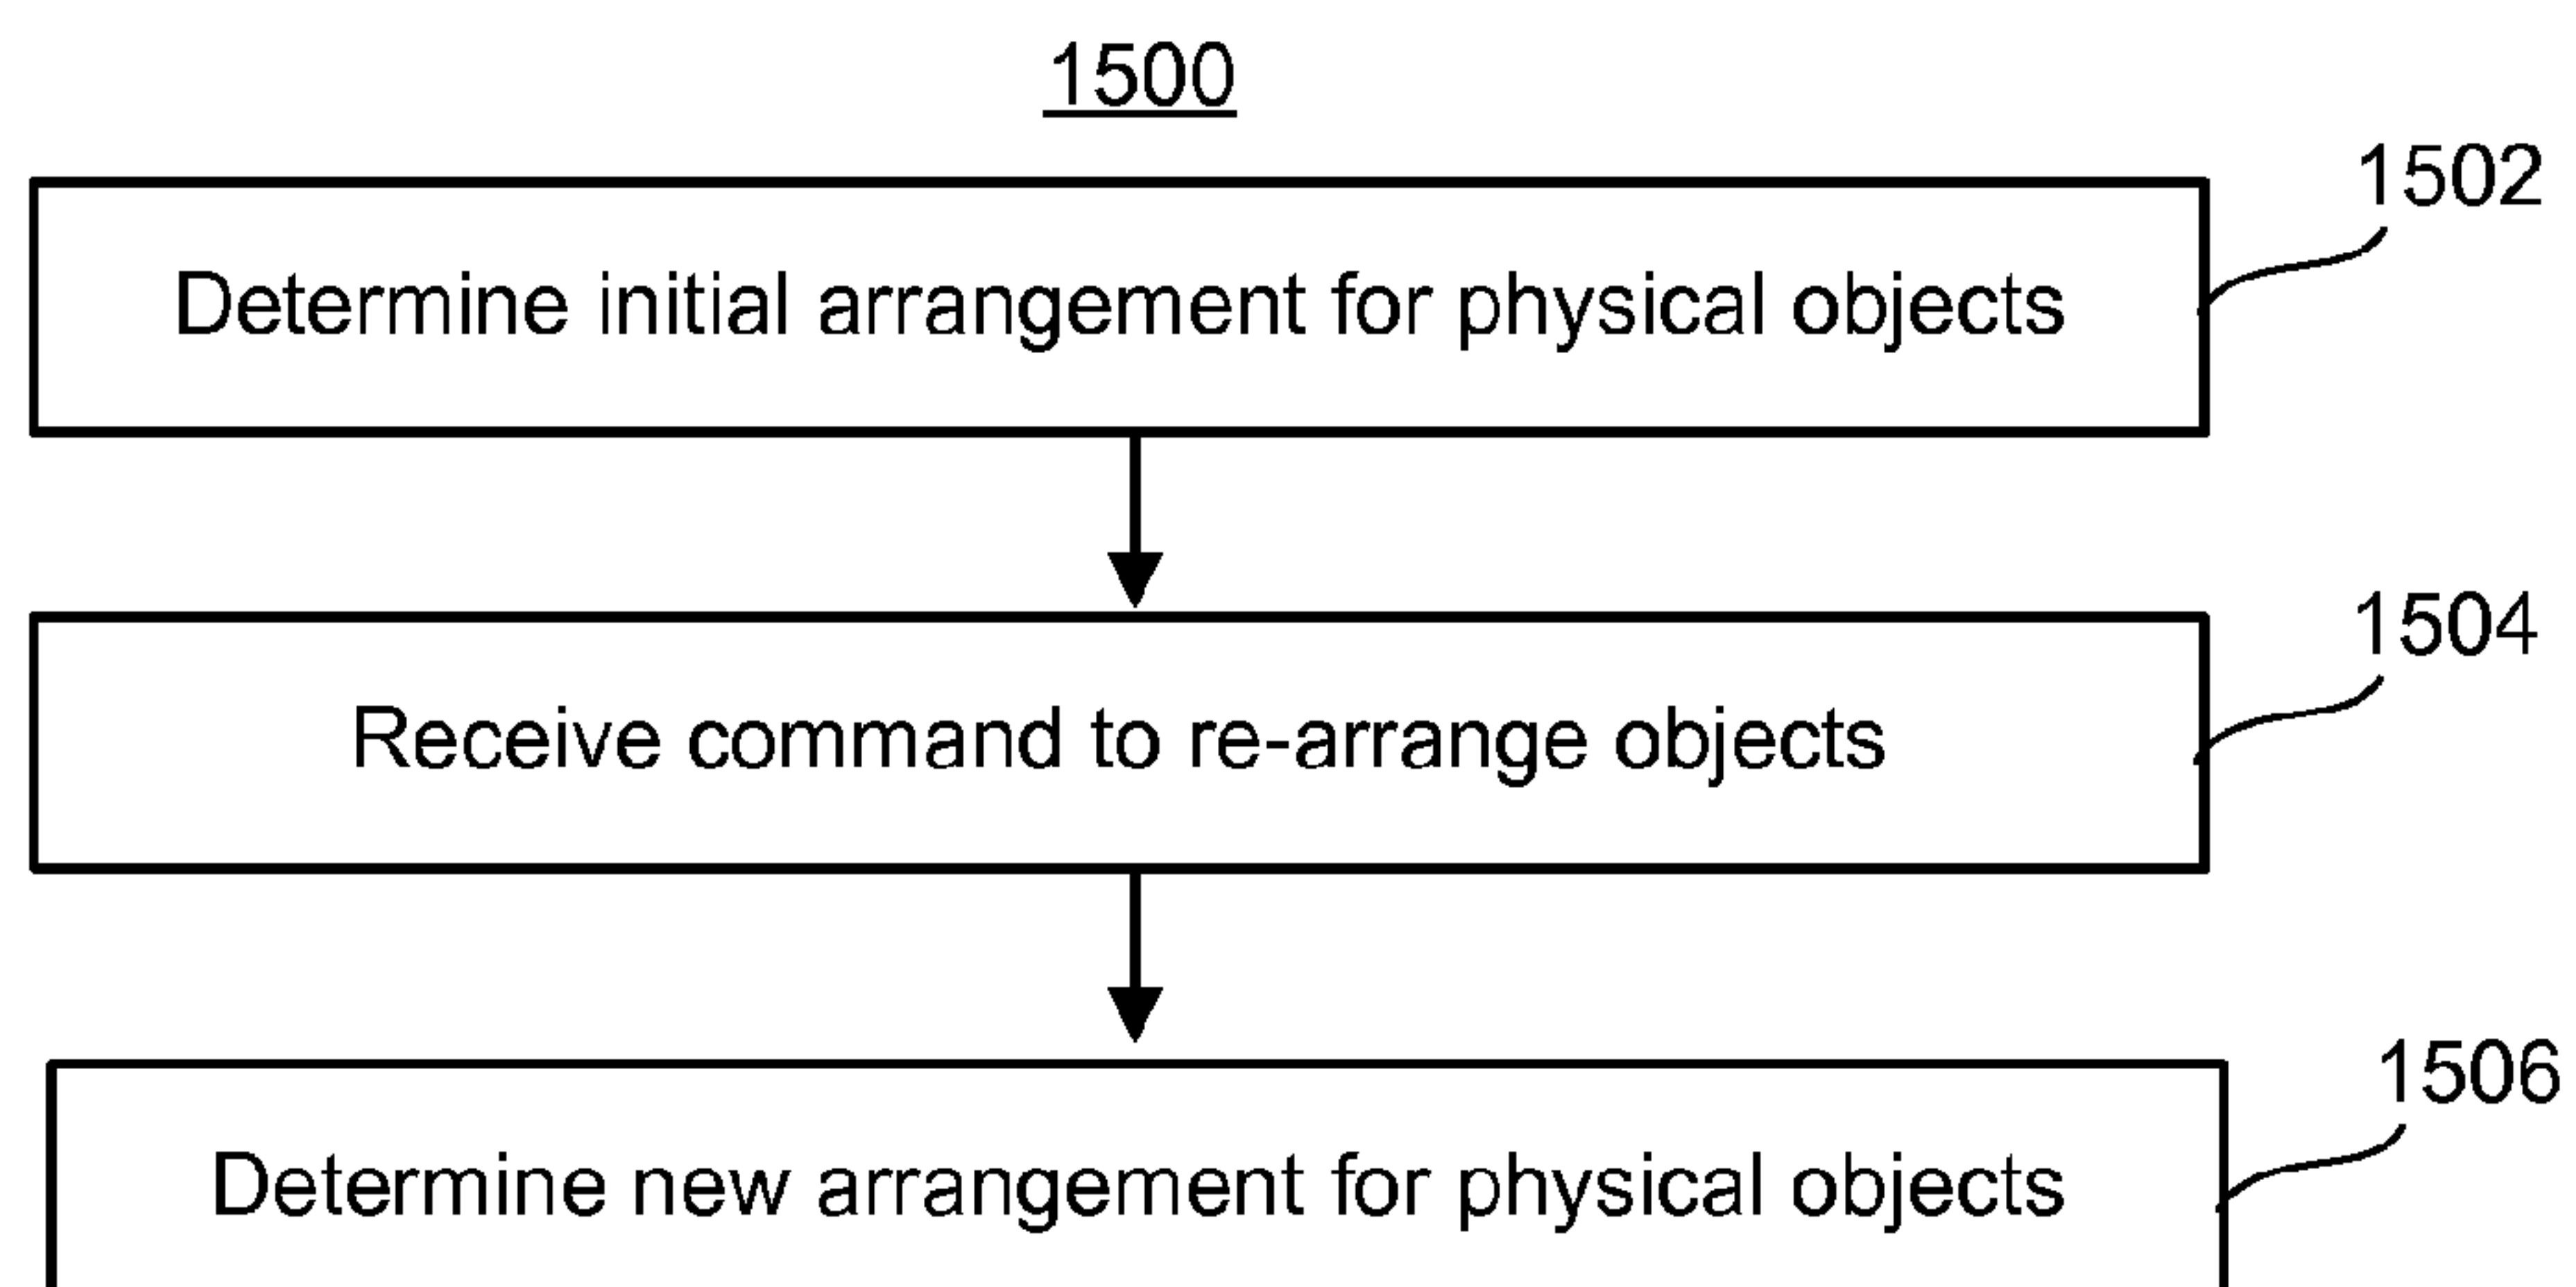 1500
1502
Determine initial arrangement for physical objects
1504
Receive command to re-arrange objects
1506
Determine new arrangement for physical objects